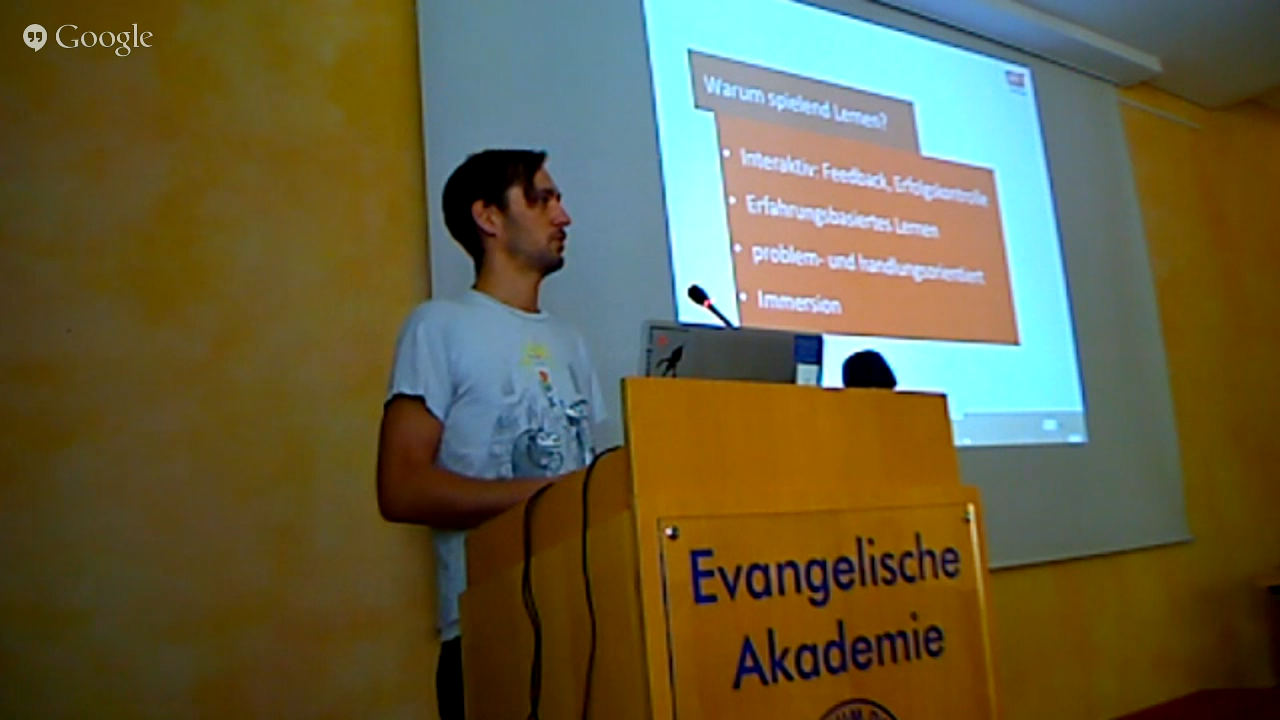 Google
Warum spielend Lernen?
• Interaktiv: Feedback, Erfolgskontrolle
• Erfahrungsbasiertes Lernen
• problem- und handlungsorientiert
• Immersion
Evangelische
Akademie